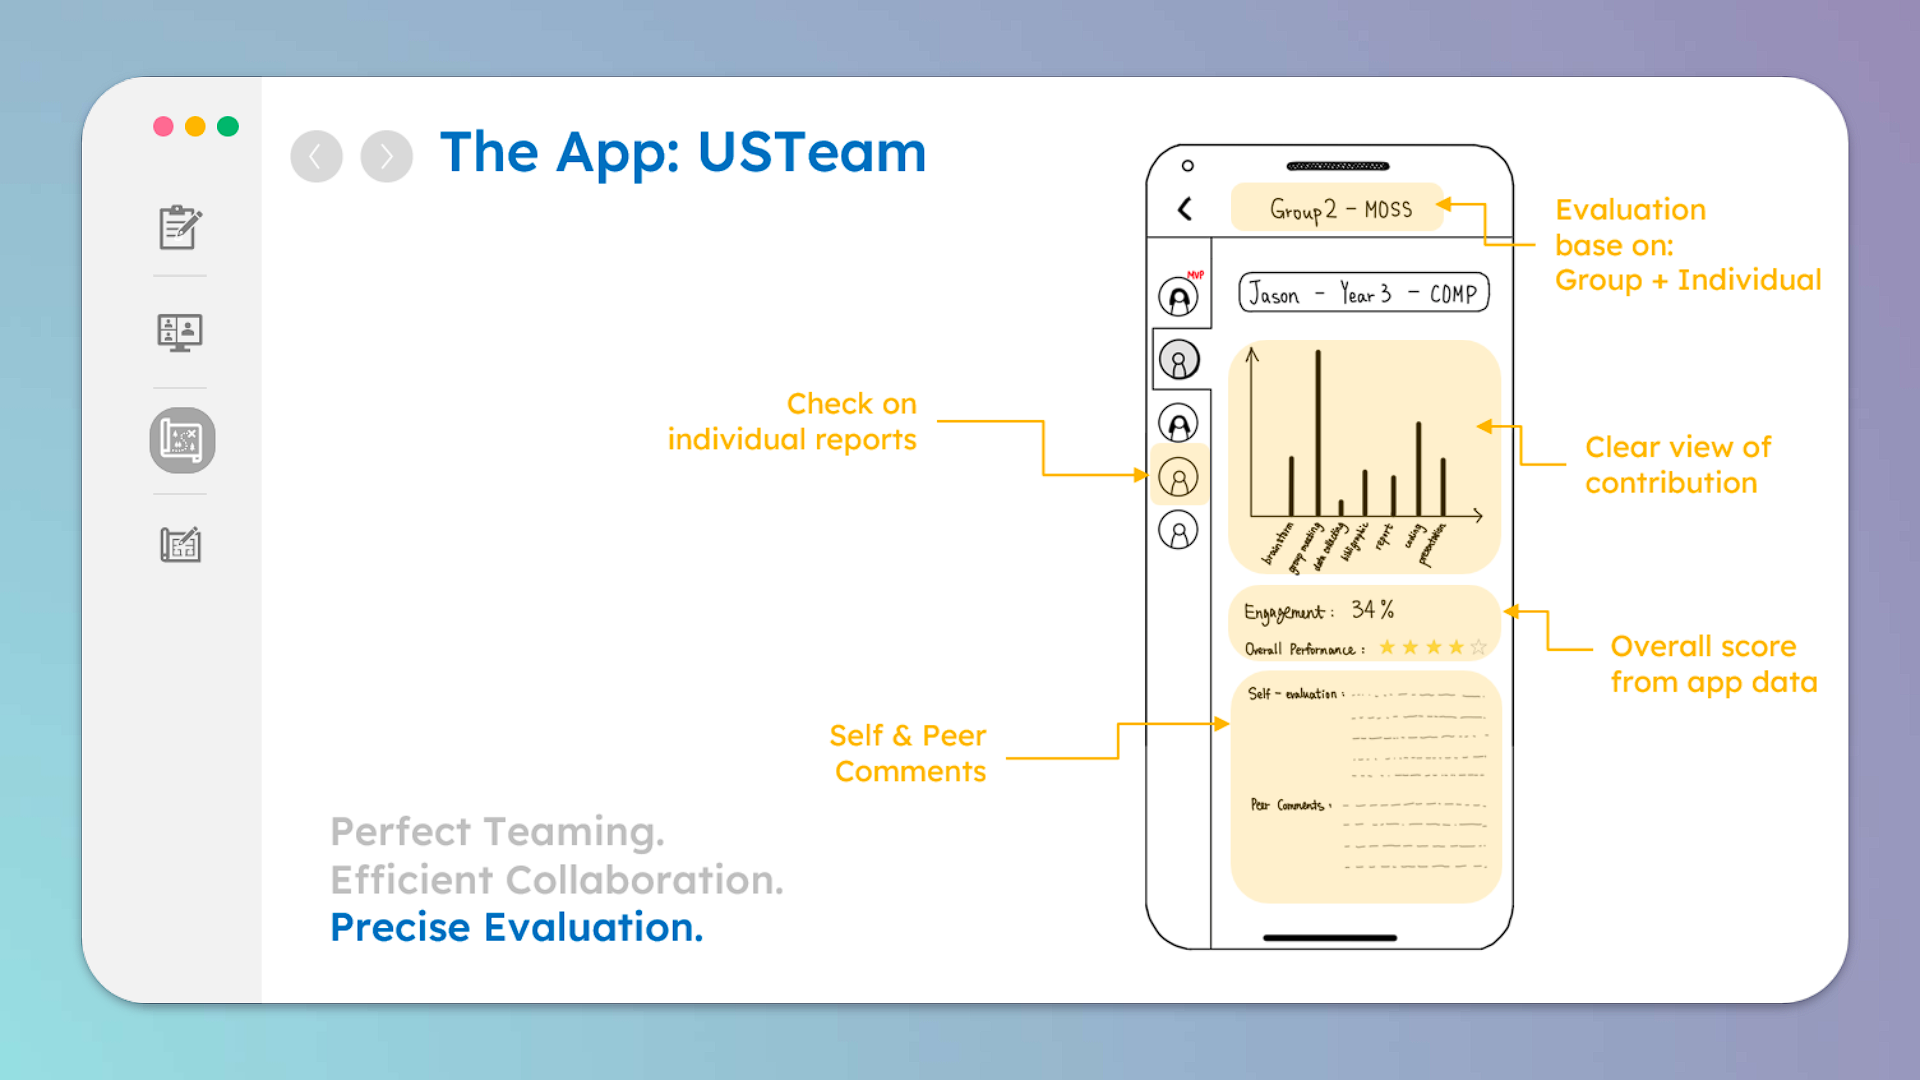 The App: USTeam
Group 2 - MOSS
Evaluation
base on:
Group + Individual
MVP
Jason - Year 3 - COMP
Check on
individual reports
Clear view of
contribution
brainstorm
group meeting
data collecting
bibligraphic
report
coding
presentation
Engagement : 34%
Overall Performance :
Overall score
from app data
Self - evaluation :
Self & Peer
Comments
Peer Comments :
Perfect Teaming.
Efficient Collaboration.
Precise Evaluation.